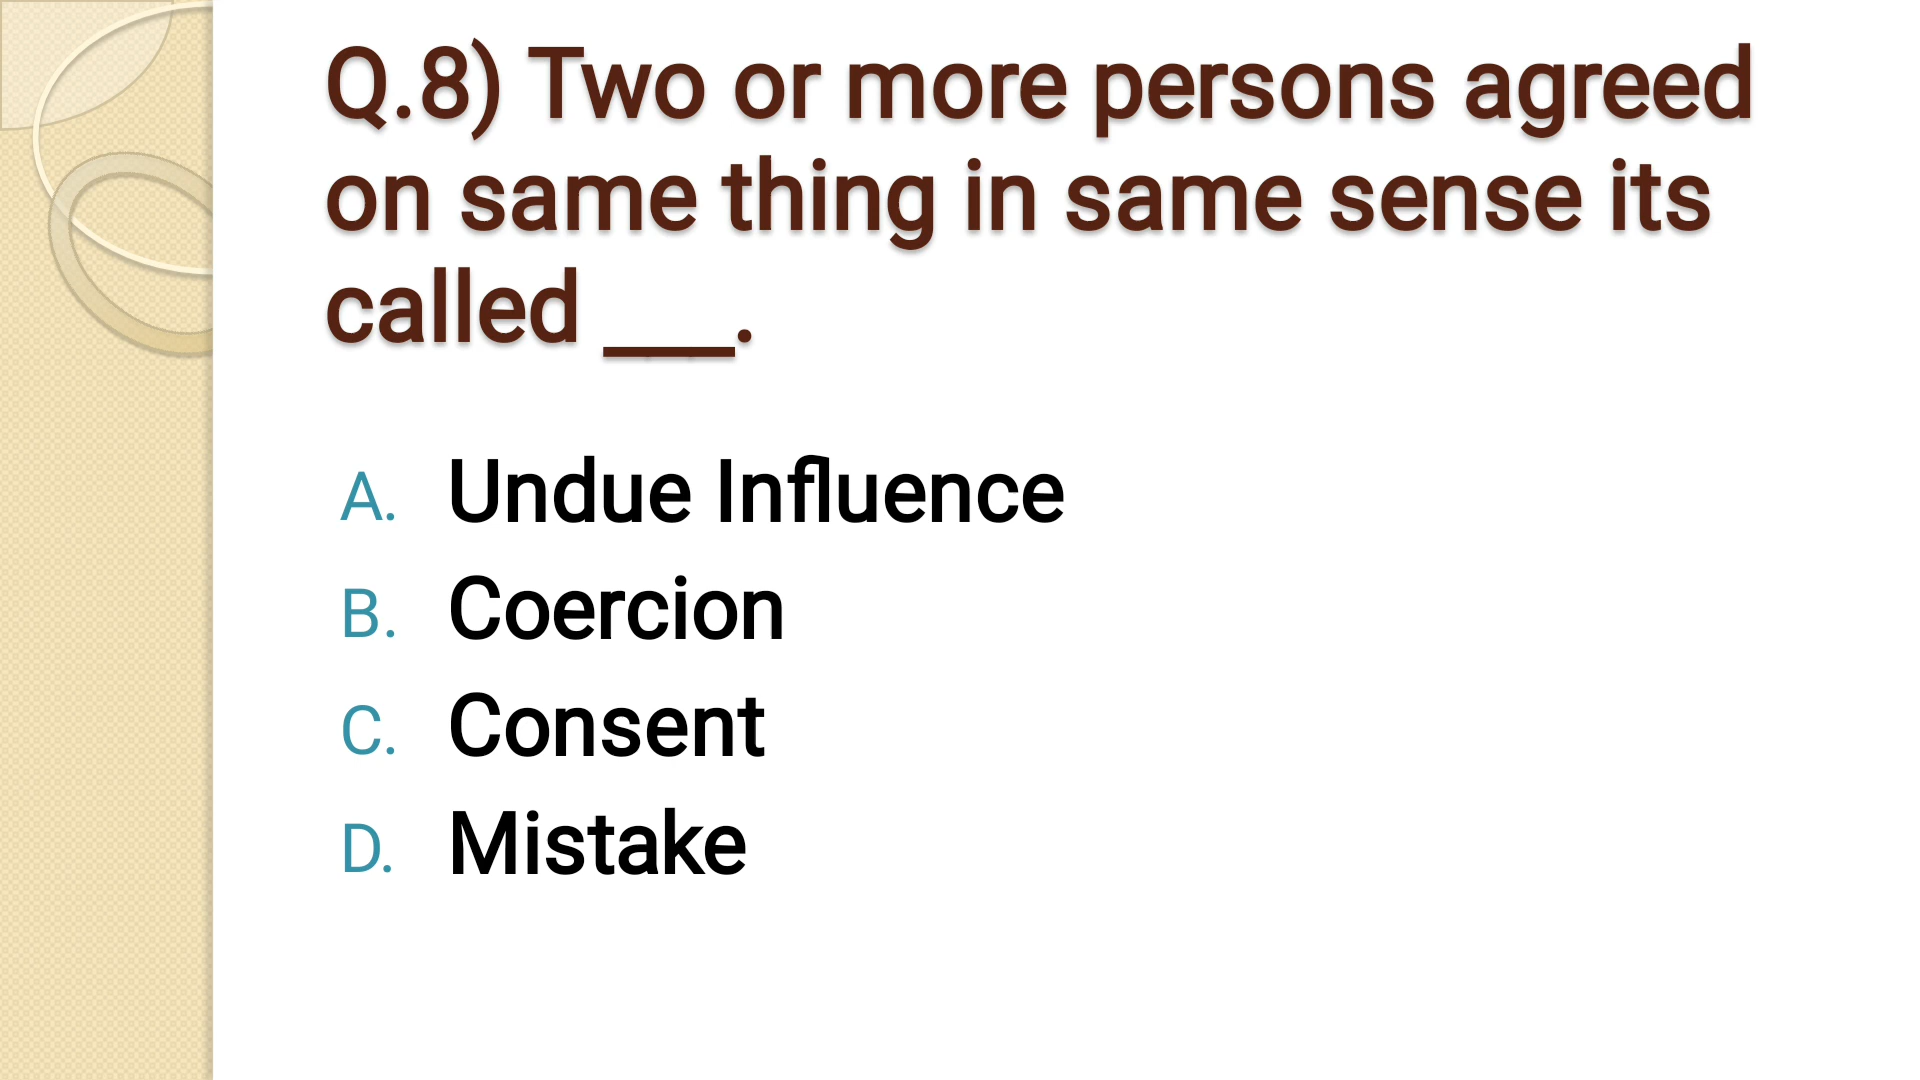 Q.8) Two or more persons agreed
on same thing in same sense its
called ___.
A. Undue Influence
B. Coercion
C. Consent
D. Mistake